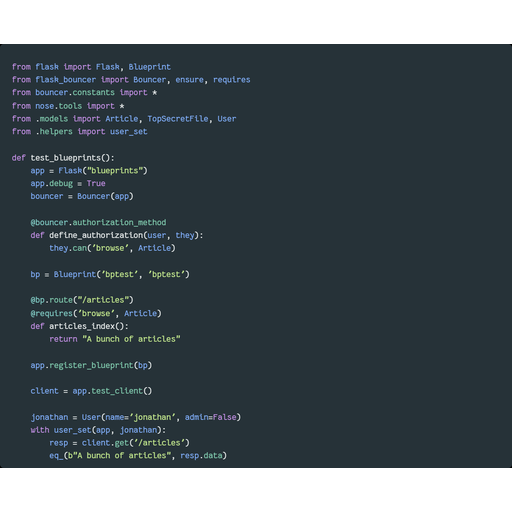 from flask import Flask, Blueprint
from flask_bouncer import Bouncer, ensure, requires
from bouncer.constants import *
from nose.tools import *
from .models import Article, TopSecretFile, User
from .helpers import user_set

def test_blueprints():
    app = Flask("blueprints")
    app.debug = True
    bouncer = Bouncer(app)

    @bouncer.authorization_method
    def define_authorization(user, they):
        they.can(’browse’, Article)

    bp = Blueprint(’bptest’, ’bptest’)

    @bp.route("/articles")
    @requires(’browse’, Article)
    def articles_index():
        return "A bunch of articles"

    app.register_blueprint(bp)

    client = app.test_client()

    jonathan = User(name=’jonathan’, admin=False)
    with user_set(app, jonathan):
        resp = client.get(’/articles’)
        eq_(b"A bunch of articles", resp.data)